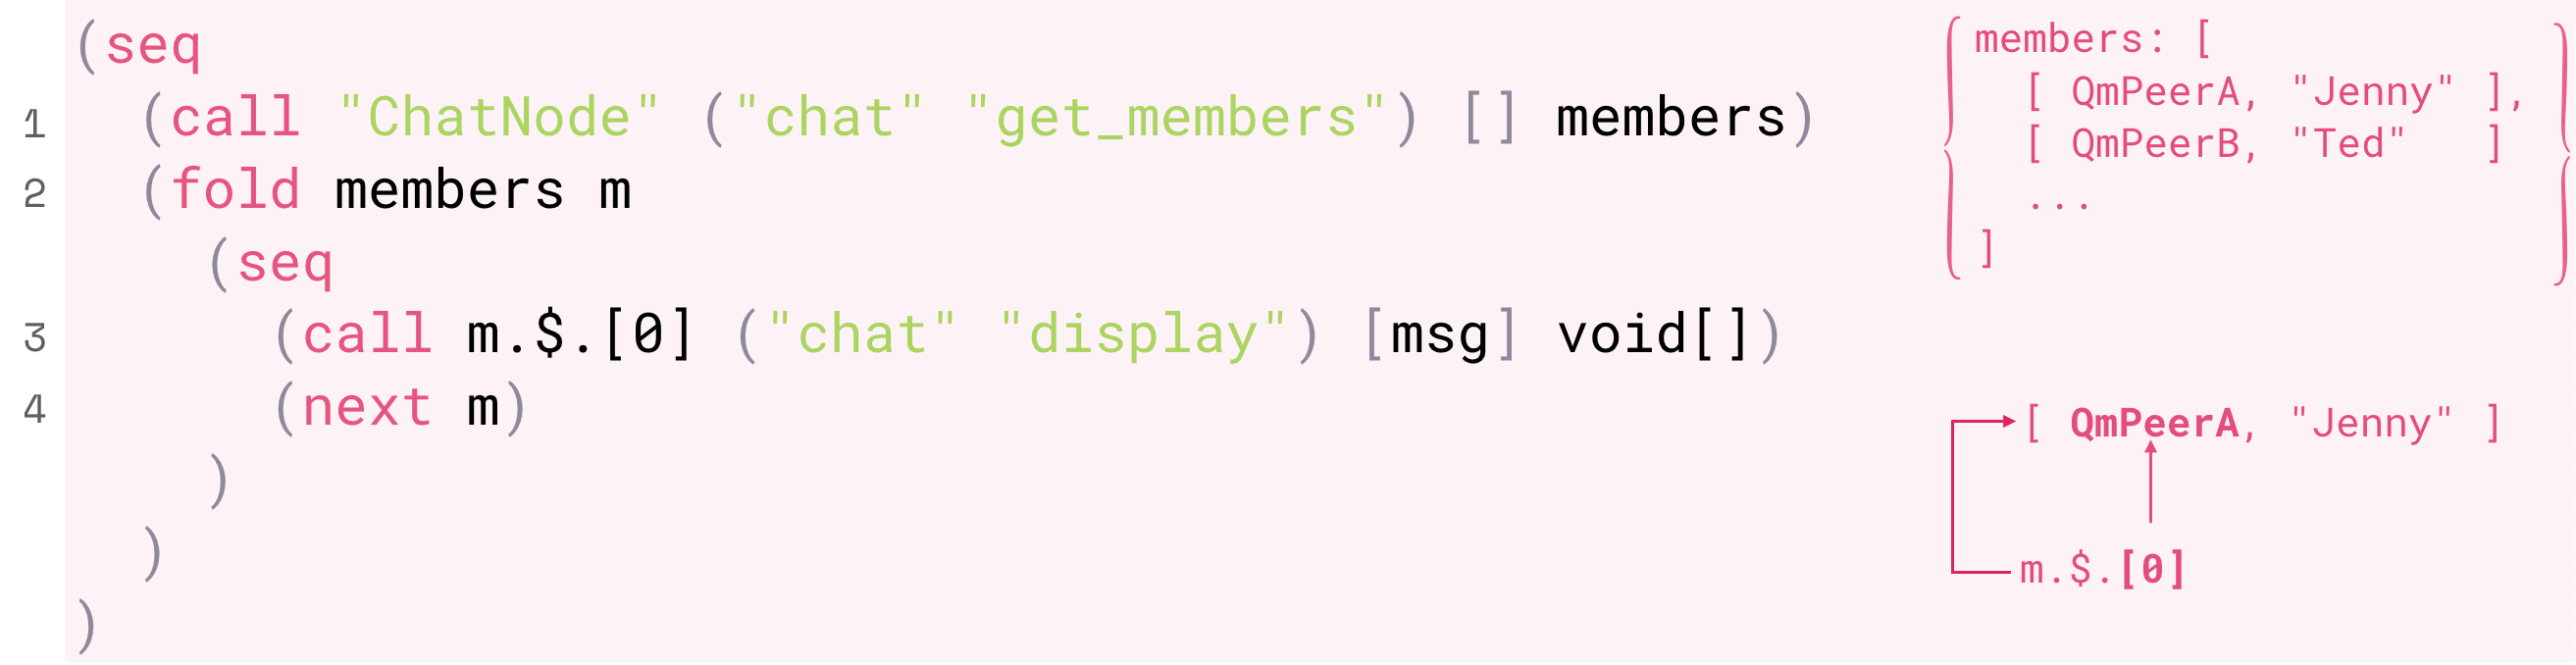 (seq
1 (call "ChatNode" ("chat" "get_members") [] members)
2 (fold members m
(seq
3 (call m.$.[0] ("chat" "display") [msg] void[])
4 (next m)
)
)
)
members: [
[ QmPeerA, "Jenny" ],
[ QmPeerB, "Ted" ]
...
]
[ QmPeerA, "Jenny" ]
m.$.[0]